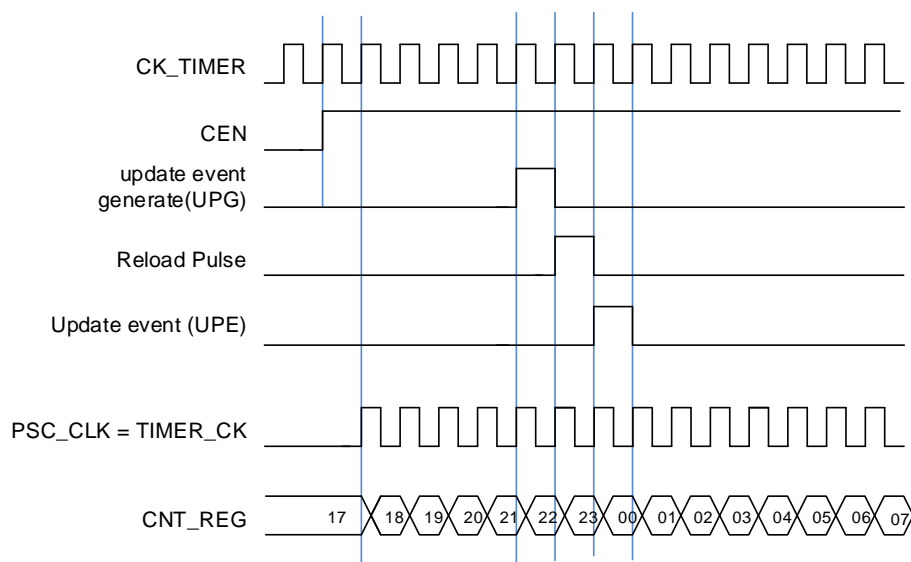 CK_TIMER
CEN
update event
generate(UPG)
Reload Pulse
Update event (UPE)
PSC_CLK = TIMER_CK
CNT_REG 17 18 19 20 21 22 23 00 01 02 03 04 05 06 07